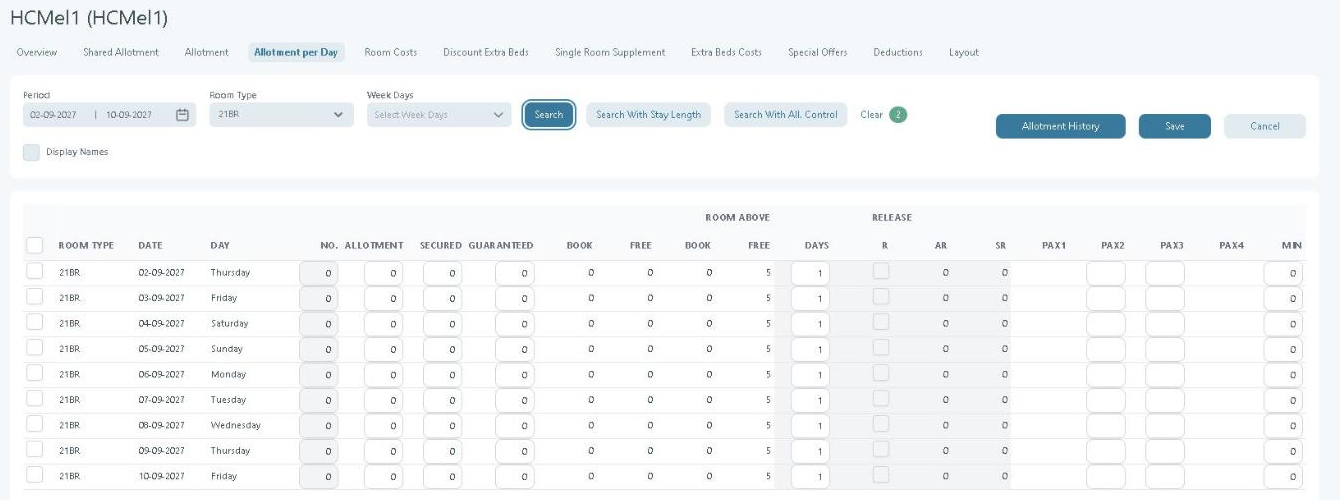 HCMel1 (HCMel1)
Overview Shared Allotment Allotment Allotment per Day Room Costs Discount Extra Beds Single Room Supplement Extra Beds Costs Special Offers Deductions Layout
Period Room Type Week Days
02-09-2027 | 10-09-2027 21BR Select Week Days Search Search With Stay Length Search With All. Control Clear 2 Allotment History Save Cancel
Display Names
ROOM ABOVE RELEASE
ROOM TYPE DATE DAY NO. ALLOTMENT SECURED GUARANTEED BOOK FREE BOOK FREE DAYS R AR SR PAX1 PAX2 PAX3 PAX4 MIN
21BR 02-09-2027 Thursday 0 0 0 0 0 0 0 5 1 0 0 0
21BR 03-09-2027 Friday 0 0 0 0 0 0 0 5 1 0 0 0
21BR 04-09-2027 Saturday 0 0 0 0 0 0 0 5 1 0 0 0
21BR 05-09-2027 Sunday 0 0 0 0 0 0 0 5 1 0 0 0
21BR 06-09-2027 Monday 0 0 0 0 0 0 0 5 1 0 0 0
21BR 07-09-2027 Tuesday 0 0 0 0 0 0 0 5 1 0 0 0
21BR 08-09-2027 Wednesday 0 0 0 0 0 0 0 5 1 0 0 0
21BR 09-09-2027 Thursday 0 0 0 0 0 0 0 5 1 0 0 0
21BR 10-09-2027 Friday 0 0 0 0 0 0 0 5 1 0 0 0